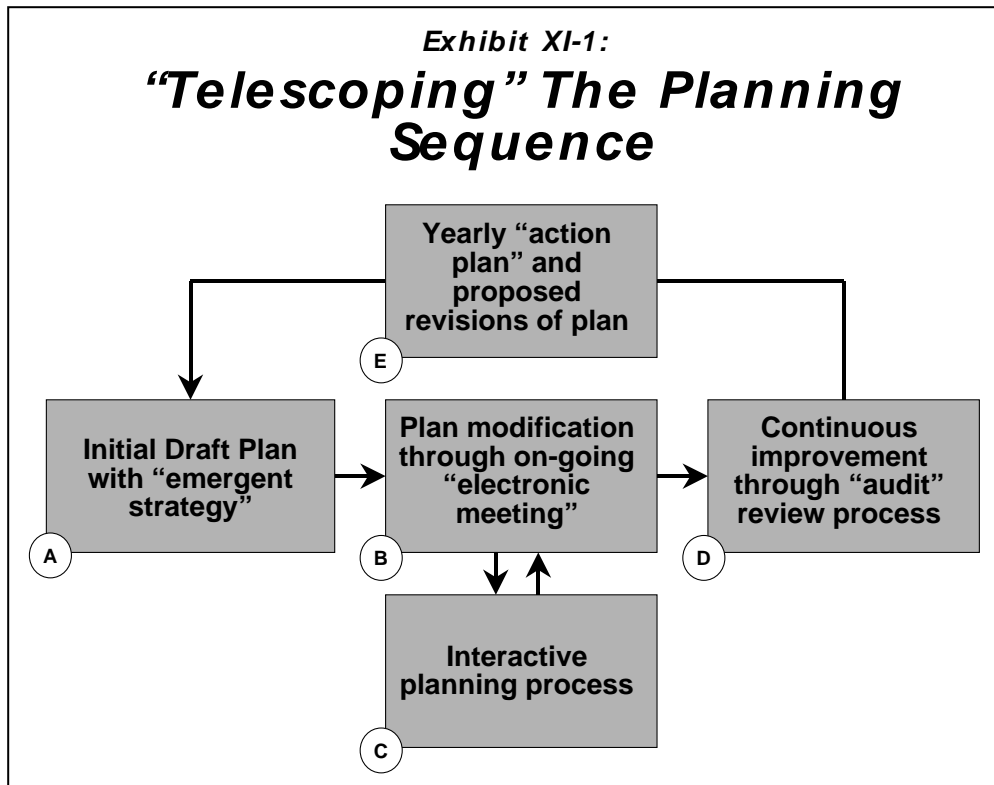 Exhibit XI-1:
“Telescoping” The Planning
Sequence
Yearly “action
plan” and
proposed
revisions of plan
E
Initial Draft Plan
with “emergent
strategy”
A
Plan modification
through on-going
“electronic
meeting”
B
Continuous
improvement
through “audit”
review process
D
Interactive
planning process
C